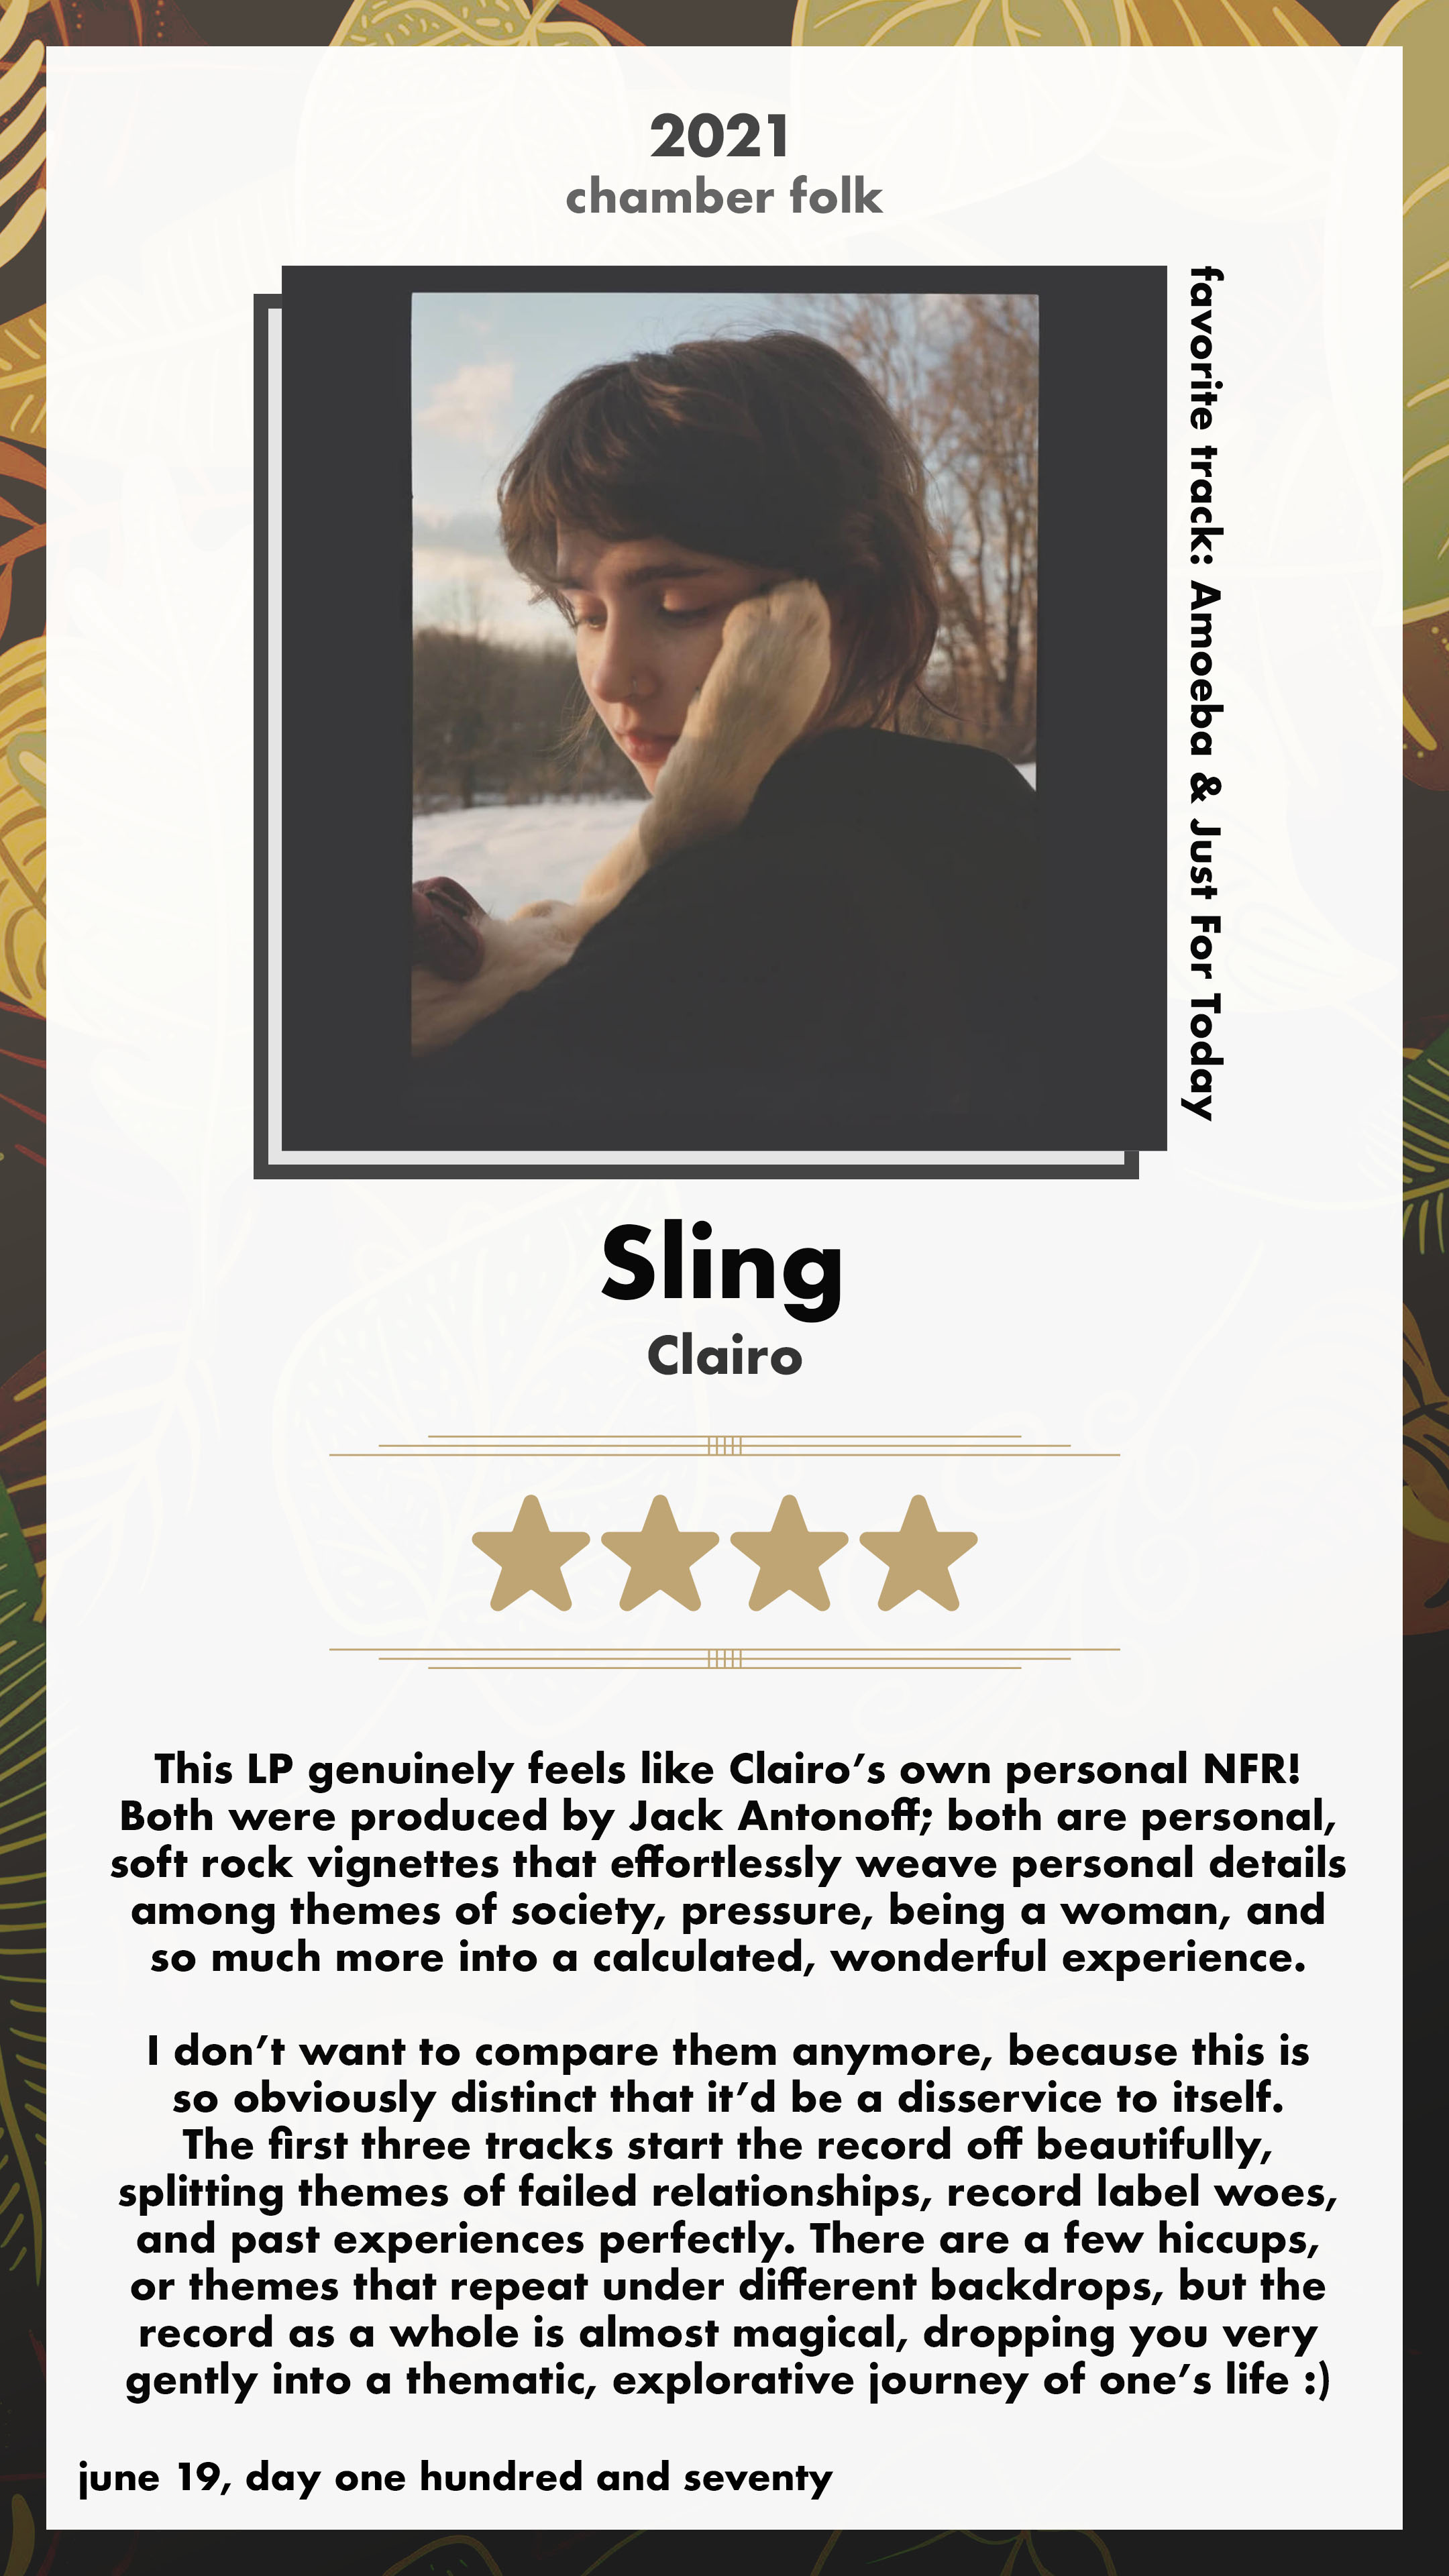 2021
chamber folk
favorite track: Amoeba & Just For Today
Sling
Clairo
This LP genuinely feels like Clairo’s own personal NFR!
Both were produced by Jack Antonoff; both are personal,
soft rock vignettes that effortlessly weave personal details
among themes of society, pressure, being a woman, and
so much more into a calculated, wonderful experience.
I don’t want to compare them anymore, because this is
so obviously distinct that it’d be a disservice to itself.
The first three tracks start the record off beautifully,
splitting themes of failed relationships, record label woes,
and past experiences perfectly. There are a few hiccups,
or themes that repeat under different backdrops, but the
record as a whole is almost magical, dropping you very
gently into a thematic, explorative journey of one’s life :)
june 19, day one hundred and seventy